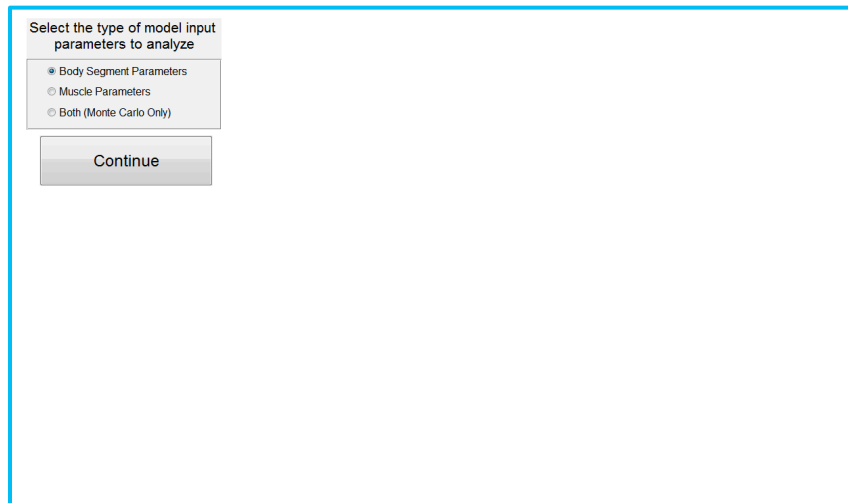 Select the type of model input
parameters to analyze
Body Segment Parameters
Muscle Parameters
Both (Monte Carlo Only)
Continue